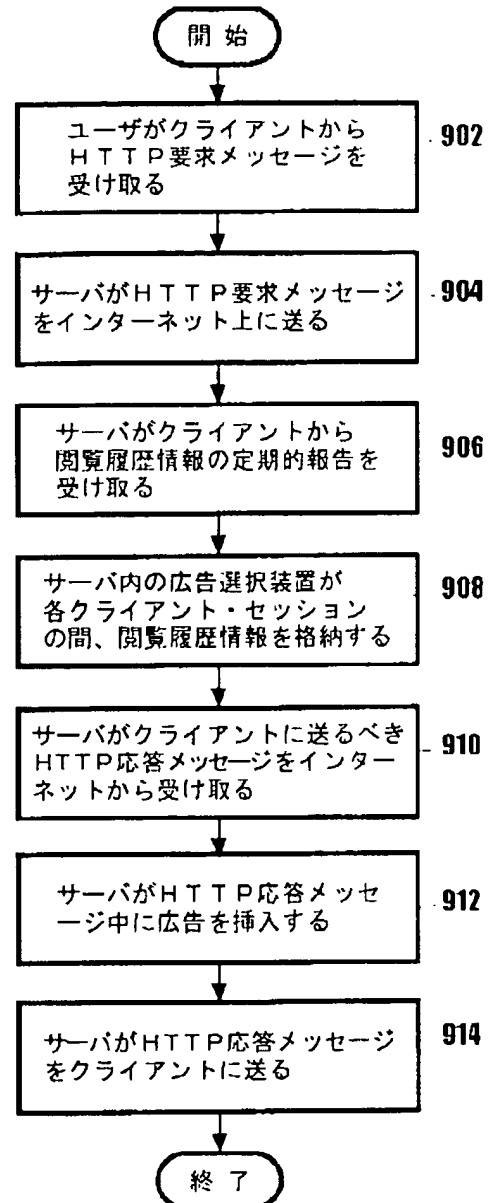 開始
ユーザがクライアントから
HTTP要求メッセージを
受け取る
902
サーバがHTTP要求メッセージ
をインターネット上に送る
904
サーバがクライアントから
閲覧履歴情報の定期的報告を
受け取る
906
サーバ内の広告選択装置が
各クライアント・セッション
の間、閲覧履歴情報を格納する
908
サーバがクライアントに送るべき
HTTP応答メッセージをインター
ネットから受け取る
910
サーバがHTTP応答メッセ
ージ中に広告を挿入する
912
サーバがHTTP応答メッセージ
をクライアントに送る
914
終了